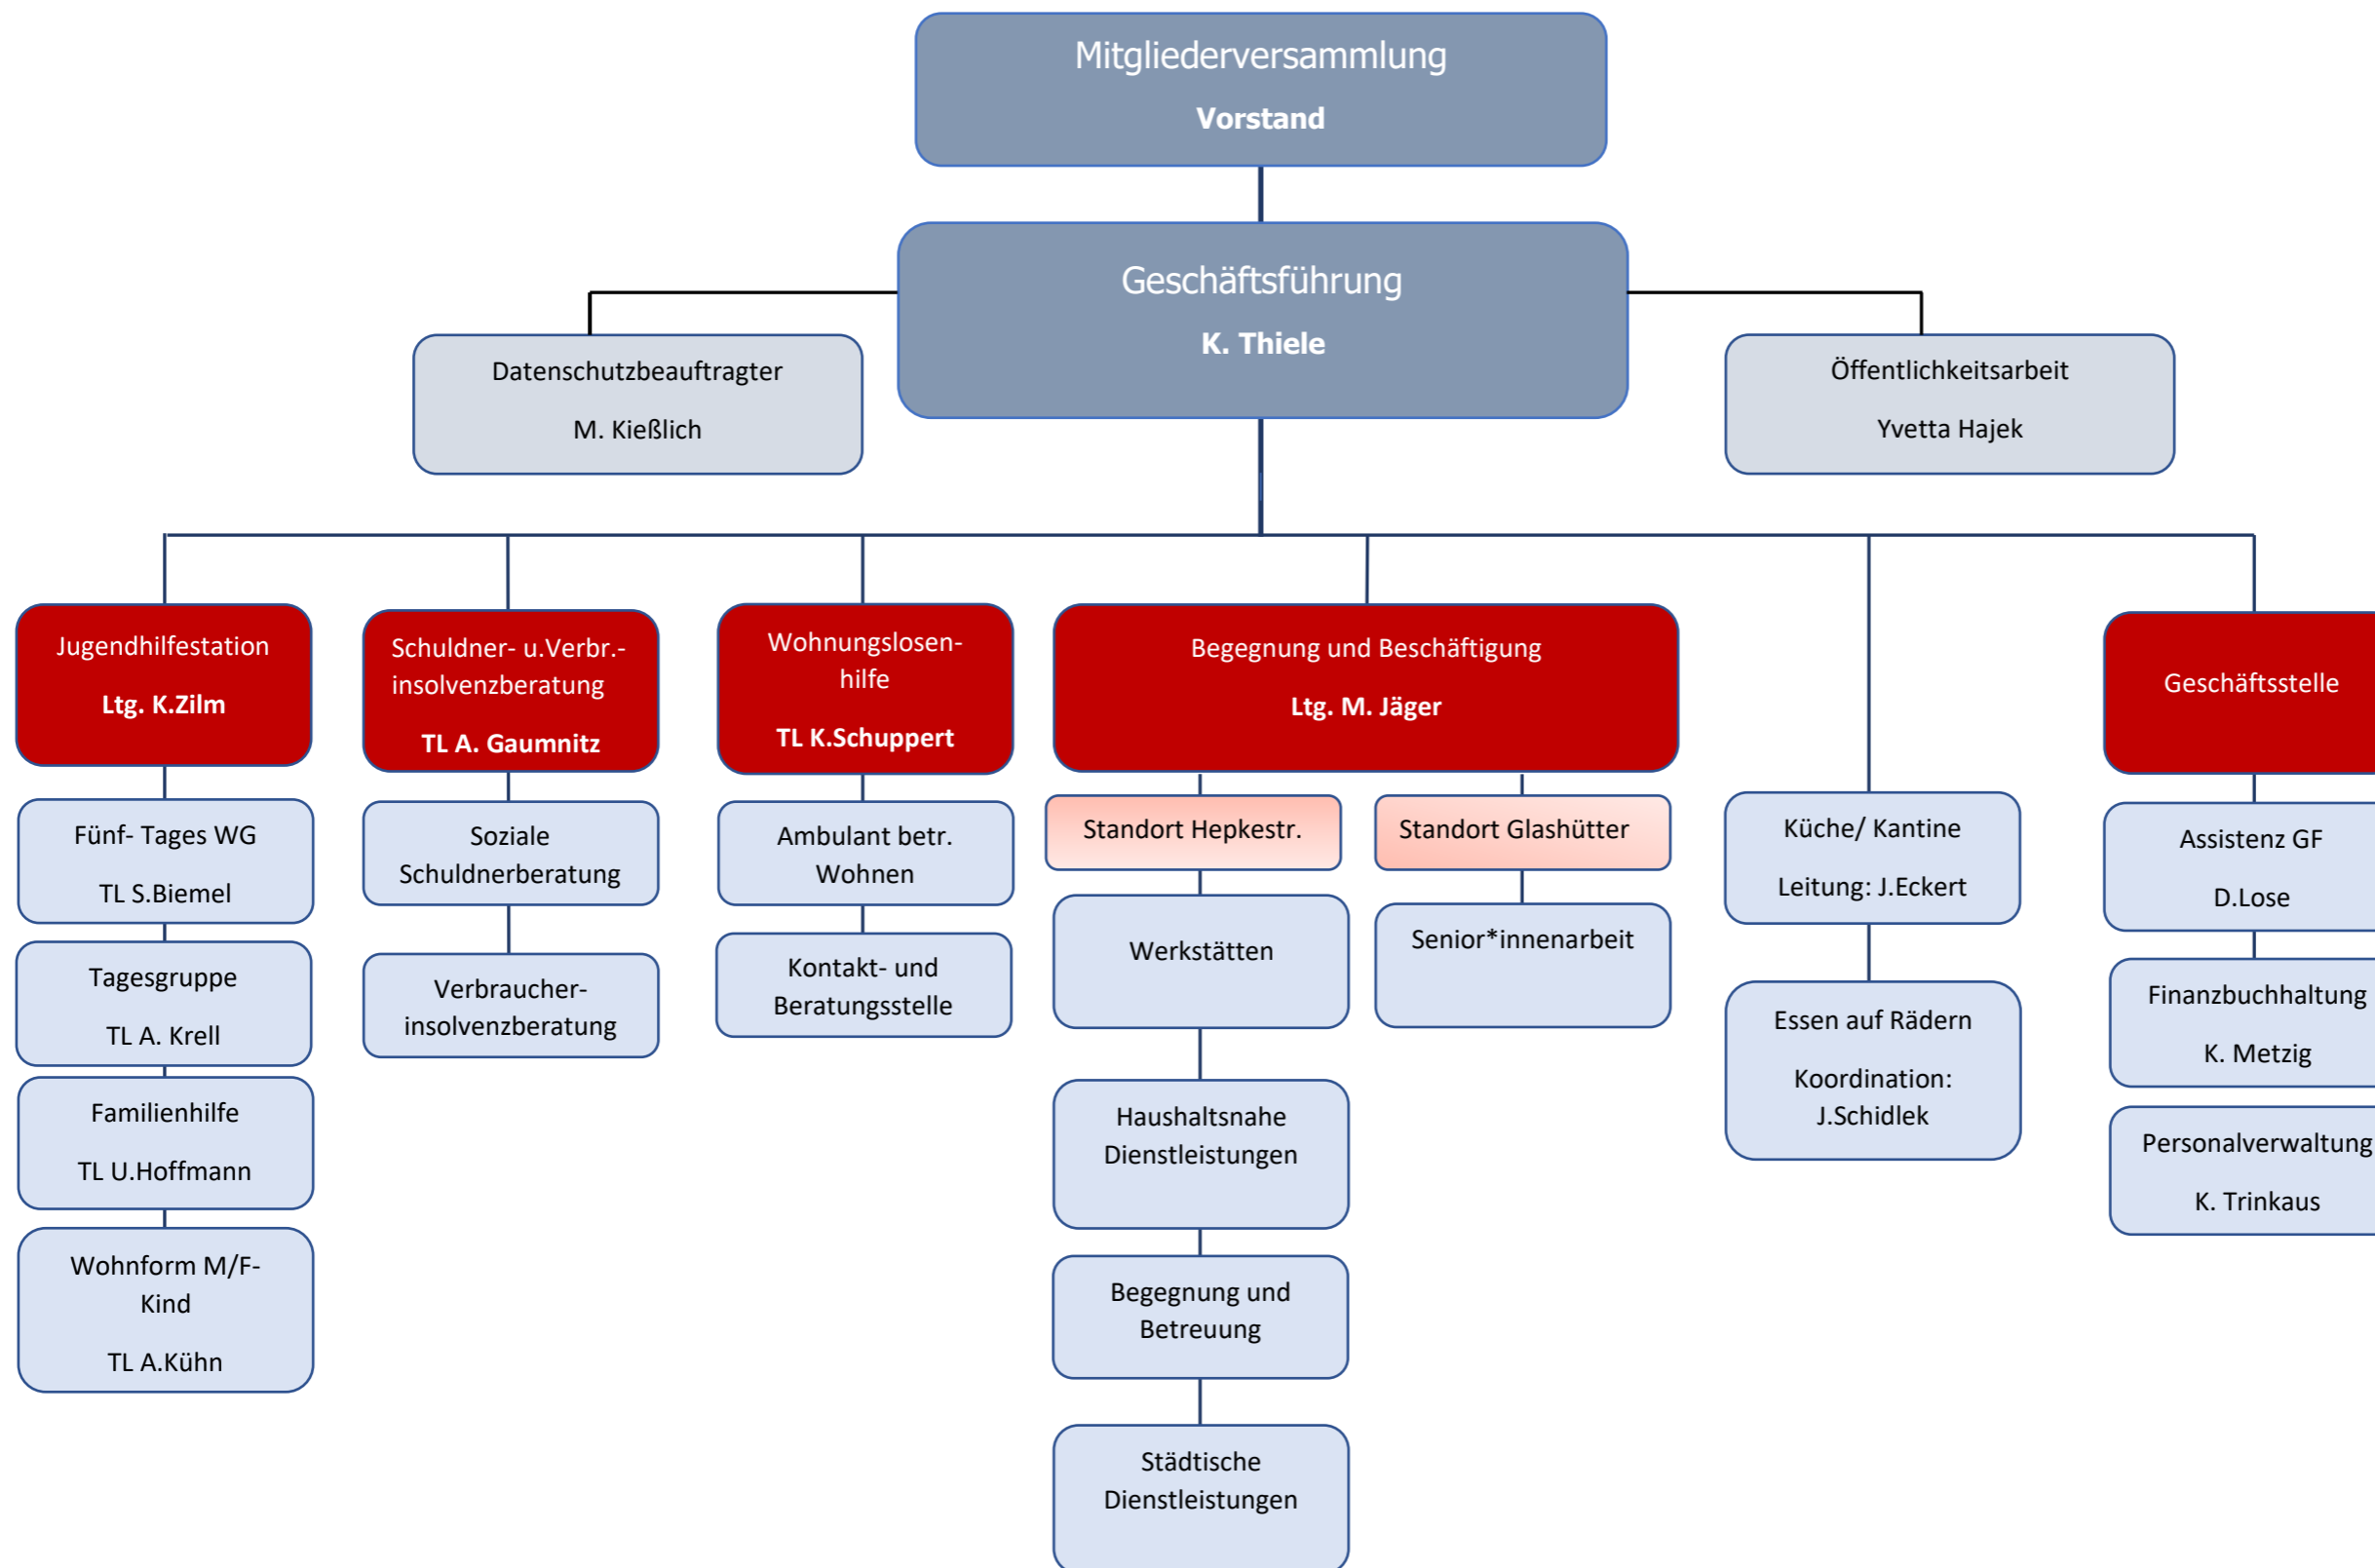 Mitgliederversammlung
Vorstand
Geschäftsführung
K. Thiele
Datenschutzbeauftragter
M. Kießlich
Öffentlichkeitsarbeit
Yvetta Hajek
Jugendhilfestation
Ltg. K.Zilm
Fünf- Tages WG
TL S.Biemel
Tagesgruppe
TL A. Krell
Familienhilfe
TL U.Hoffmann
Wohnform M/F-
Kind
TL A.Kühn
Schuldner- u.Verbr.-
insolvenzberatung
TL A. Gaumnitz
Soziale
Schuldnerberatung
Verbraucher-
insolvenzberatung
Wohnungslosen-
hilfe
TL K.Schuppert
Ambulant betr.
Wohnen
Kontakt- und
Beratungsstelle
Begegnung und Beschäftigung
Ltg. M. Jäger
Standort Hepkestr.
Werkstätten
Haushaltsnahe
Dienstleistungen
Begegnung und
Betreuung
Städtische
Dienstleistungen
Standort Glashütter
Senior*innenarbeit
Küche/ Kantine
Leitung: J.Eckert
Essen auf Rädern
Koordination:
J.Schidlek
Geschäftsstelle
Assistenz GF
D.Lose
Finanzbuchhaltung
K. Metzig
Personalverwaltung
K. Trinkaus